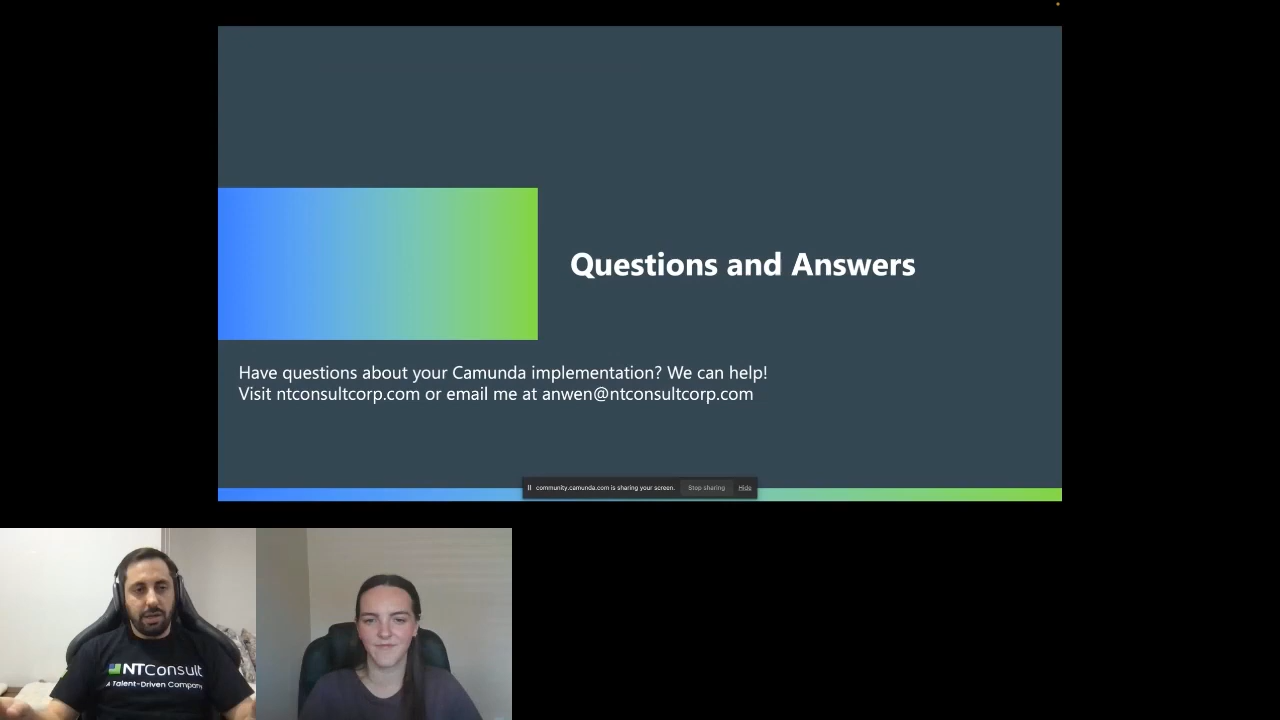 Questions and Answers
Have questions about your Camunda implementation? We can help!
Visit ntconsultcorp.com or email me at anwen@ntconsultcorp.com
community.camunda.com is sharing your screen. Stop sharing Hide
NTConsult
A Talent-Driven Company